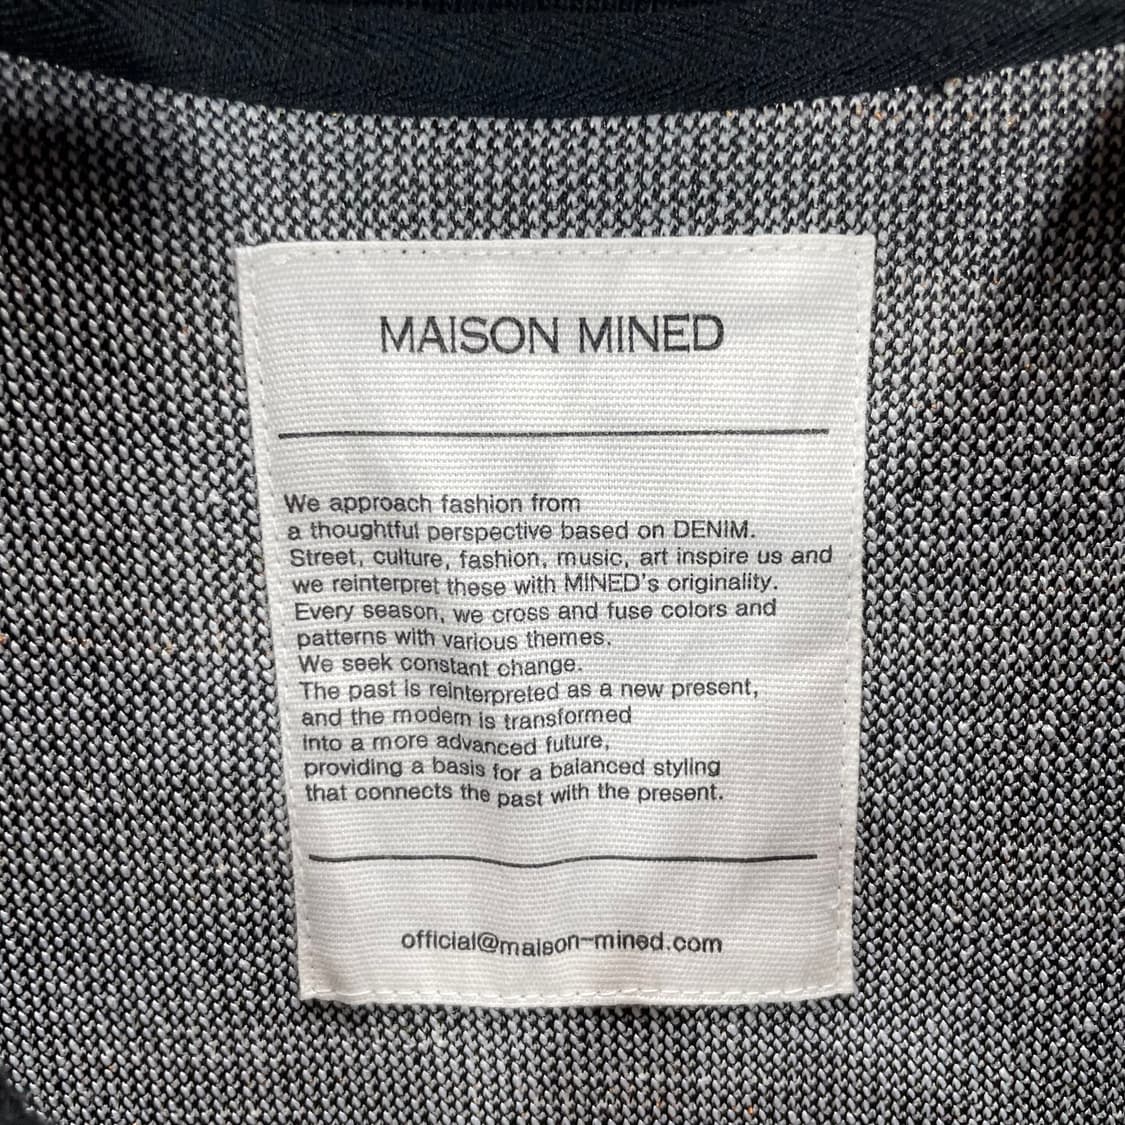 MAISON MINED
We approach fashion from
a thoughtful perspective based on DENIM.
Street, culture, fashion, music, art inspire us and
we reinterpret these with MINED's originality.
Every season, we cross and fuse colors and
patterns with various themes.
We seek constant change.
The past is reinterpreted as a new present,
and the modern is transformed
into a more advanced future,
providing a basis for a balanced styling
that connects the past with the present.
official@maison-mined.com